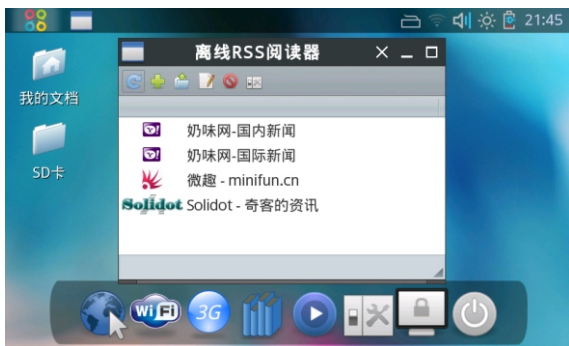 21:45
离线RSS阅读器
我的文档
SD卡
奶味网-国内新闻
奶味网-国际新闻
微趣 - minifun.cn
Solidot Solidot - 奇客的资讯
Wi Fi
3G